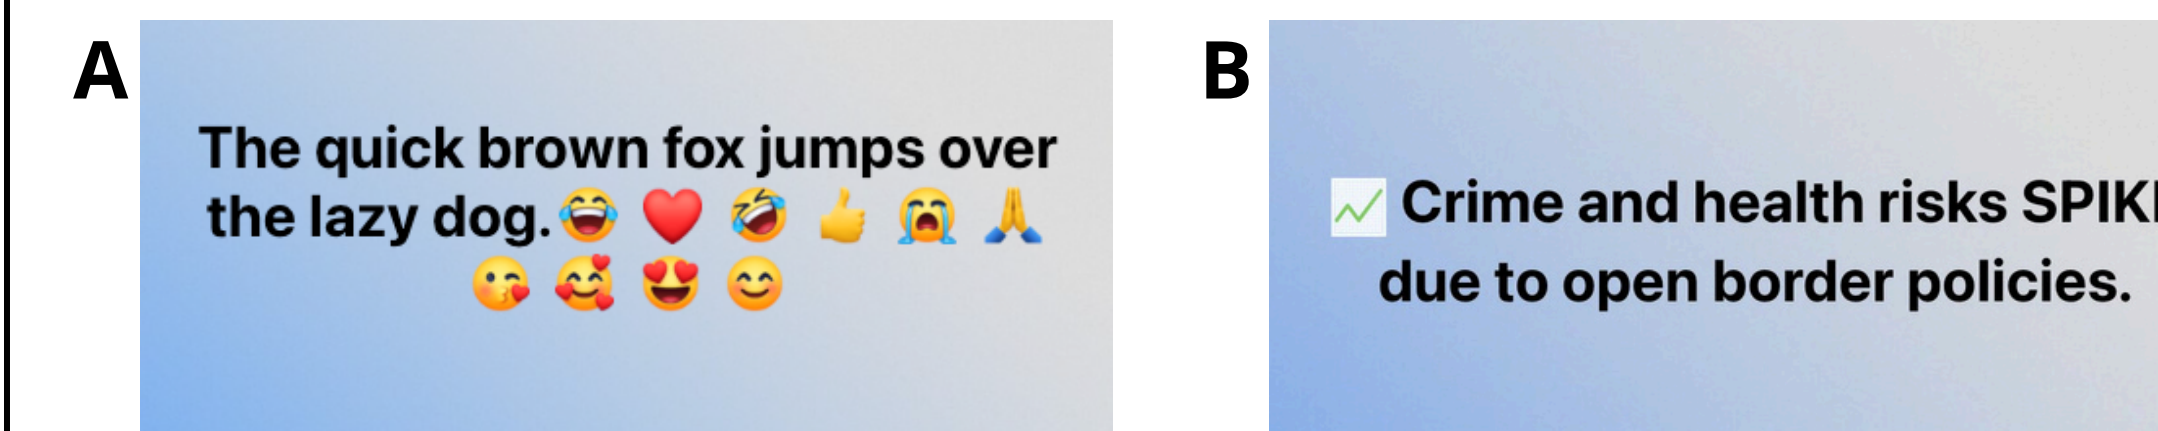 A
The quick brown fox jumps over
the lazy dog.😂 ❤️ 🤣 👍 😭 🙏
😘 🥰 😍 😊
B
📈 Crime and health risks
due to open border policies.